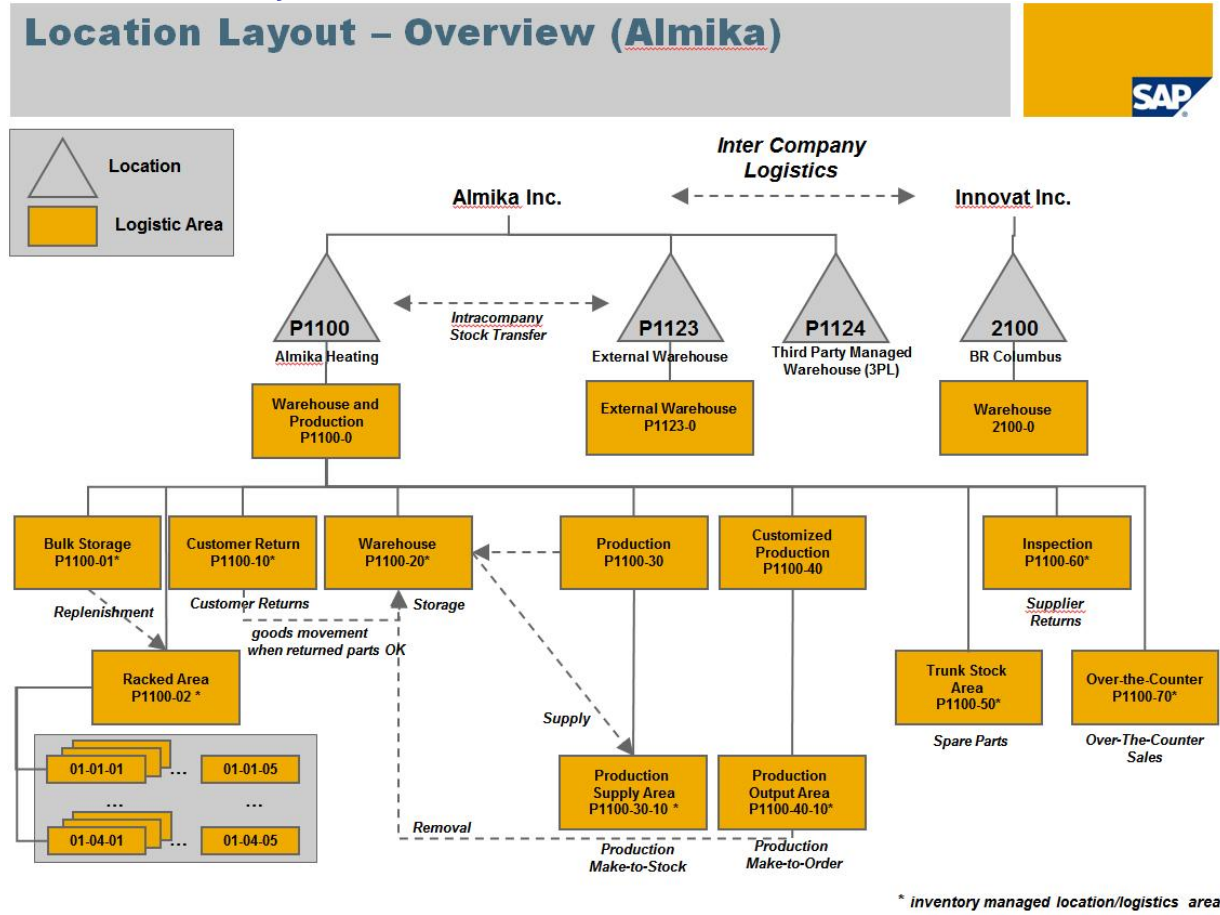 Location Layout – Overview (Almika)
SAP
Location
Logistic Area
Inter Company
Logistics
Almika Inc.
Innovat Inc.
P1100
Almika Heating
Intracompany
Stock Transfer
P1123
External Warehouse
P1124
Third Party Managed
Warehouse (3PL)
2100
BR Columbus
Warehouse and
Production
P1100-0
External Warehouse
P1123-0
Warehouse
2100-0
Bulk Storage
P1100-01*
Customer Return
P1100-10*
Warehouse
P1100-20*
Production
P1100-30
Customized
Production
P1100-40
Inspection
P1100-60*
Replenishment
Customer Returns
Storage
Supplier
Returns
goods movement
when returned parts OK
Racked Area
P1100-02 *
Trunk Stock
Area
P1100-50*
Over-the-Counter
P1100-70*
Supply
Spare Parts
Over-The-Counter
Sales
01-01-01
...
01-01-05
...
...
01-04-01
...
01-04-05
Production
Supply Area
P1100-30-10 *
Production
Output Area
P1100-40-10*
Removal
Production
Make-to-Stock
Production
Make-to-Order
* inventory managed location/logistics area